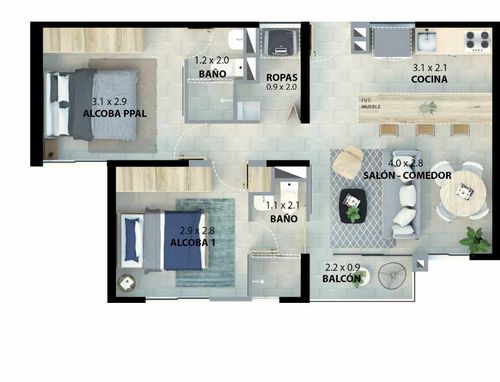 1.2 x 2.0
BAÑO
ROPAS
0.9 x 2.0
3.1 x 2.1
COCINA
3.1 x 2.9
ALCOBA PPAL
FUT.
MUEBLE
4.0 x 2.8
SALÓN - COMEDOR
1.1 x 2.1
BAÑO
2.9 x 2.8
ALCOBA 1
2.2 x 0.9
BALCÓN